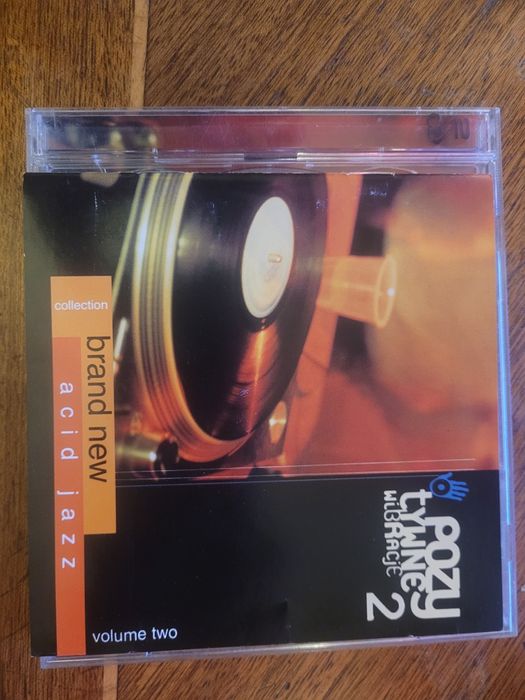 collection
brand new
acid jazz
volume two
pozy
tywne
wibracje
2